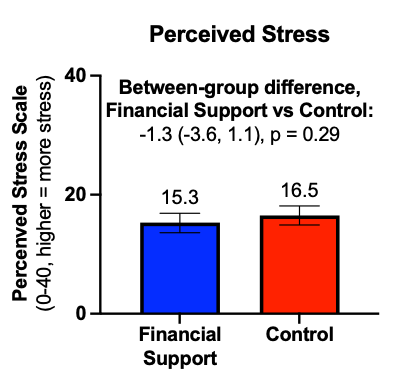 Perceived Stress
Percenved Stress Scale
(0-40, higher = more stress)
40
20
0
Between-group difference,
Financial Support vs Control:
-1.3 (-3.6, 1.1), p = 0.29
15.3
16.5
Financial
Support
Control